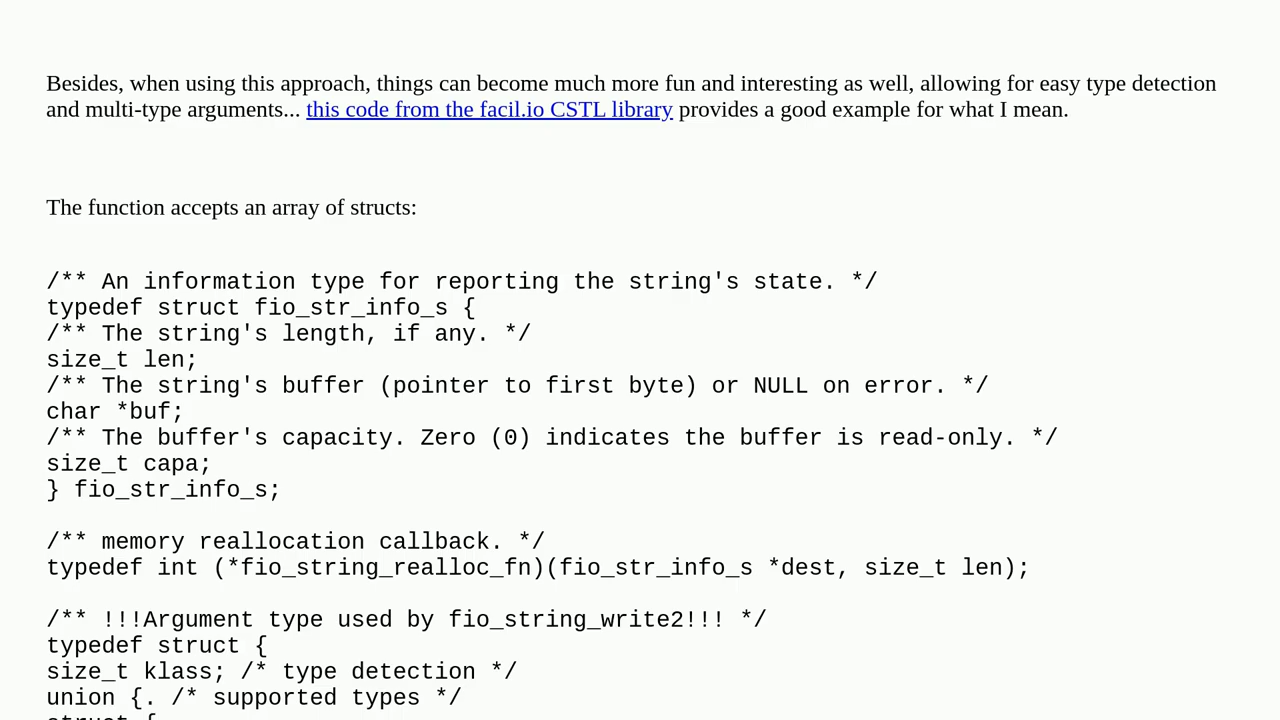 Besides, when using this approach, things can become much more fun and interesting as well, allowing for easy type detection
and multi-type arguments... this code from the facil.io CSTL library provides a good example for what I mean.
The function accepts an array of structs:
/** An information type for reporting the string's state. */
typedef struct fio_str_info_s {
/** The string's length, if any. */
size_t len;
/** The string's buffer (pointer to first byte) or NULL on error. */
char *buf;
/** The buffer's capacity. Zero (0) indicates the buffer is read-only. */
size_t capa;
} fio_str_info_s;
/** memory reallocation callback. */
typedef int (*fio_string_realloc_fn)(fio_str_info_s *dest, size_t len);
/** !!!Argument type used by fio_string_write2!!! */
typedef struct {
size_t klass; /* type detection */
union {. /* supported types */
struct {